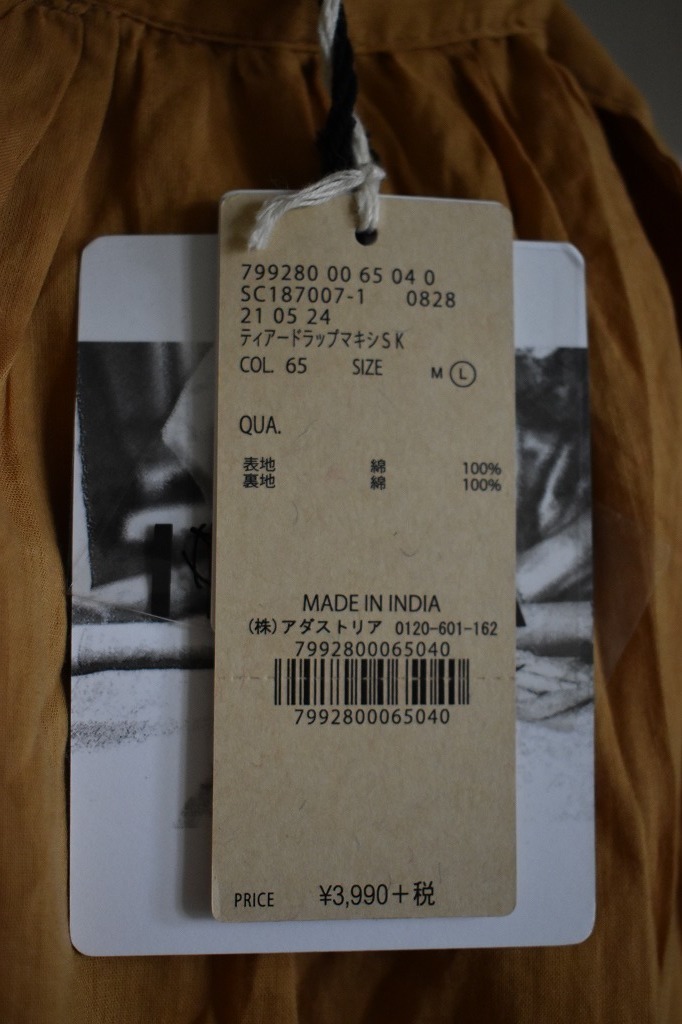 799280 00 65 04 0
SC187007-1 0828
21 05 24
ティアードラップマキシSK
COL. 65 SIZE M Ⓛ
QUA.
表地 綿 100%
裏地 綿 100%
MADE IN INDIA
(株)アダストリア 0120-601-162
7992800065040
7992800065040
PRICE ¥3,990+税